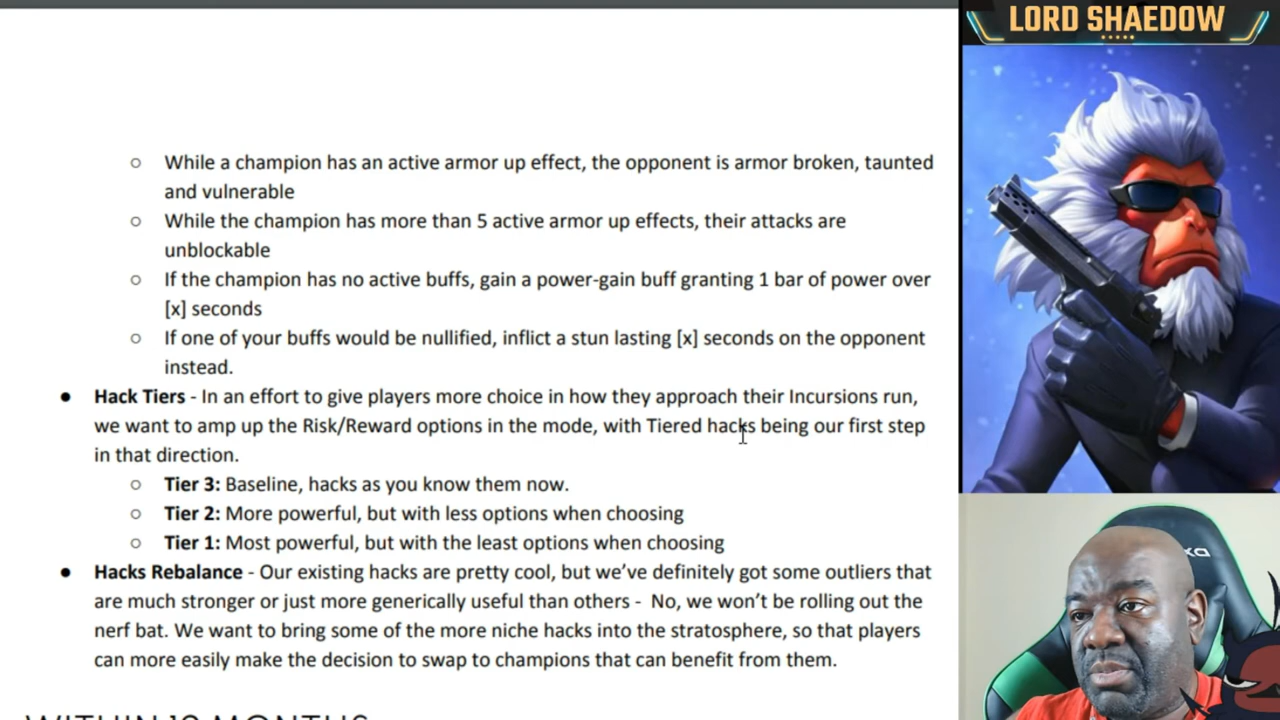 LORD SHAEDOW
○ While a champion has an active armor up effect, the opponent is armor broken, taunted
and vulnerable
○ While the champion has more than 5 active armor up effects, their attacks are
unblockable
○ If the champion has no active buffs, gain a power-gain buff granting 1 bar of power over
[x] seconds
○ If one of your buffs would be nullified, inflict a stun lasting [x] seconds on the opponent
instead.
● Hack Tiers - In an effort to give players more choice in how they approach their Incursions run,
we want to amp up the Risk/Reward options in the mode, with Tiered hacks being our first step
in that direction.
○ Tier 3: Baseline, hacks as you know them now.
○ Tier 2: More powerful, but with less options when choosing
○ Tier 1: Most powerful, but with the least options when choosing
● Hacks Rebalance - Our existing hacks are pretty cool, but we’ve definitely got some outliers that
are much stronger or just more generically useful than others - No, we won’t be rolling out the
nerf bat. We want to bring some of the more niche hacks into the stratosphere, so that players
can more easily make the decision to swap to champions that can benefit from them.
WITHIN 12 MONTHS